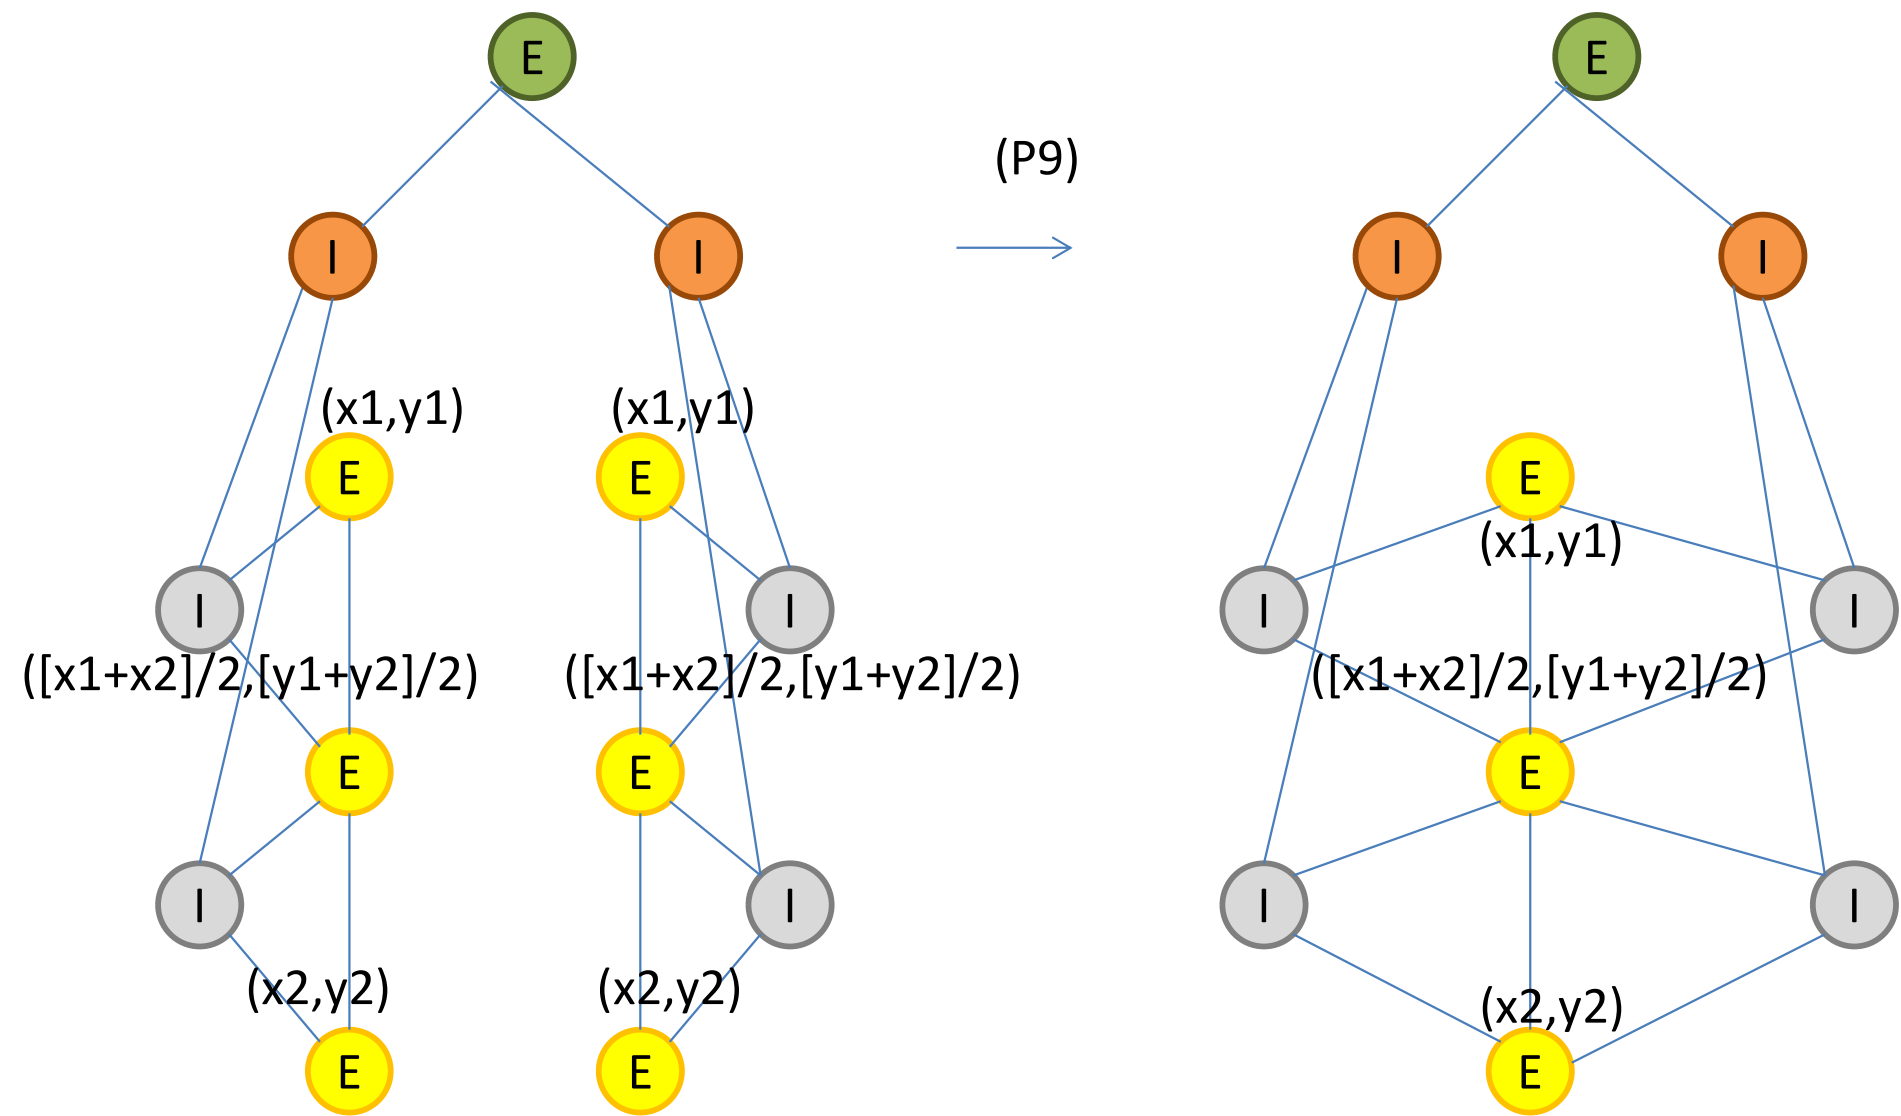 E E
(P9)
I I I I
(x1,y1) (x1,y1)
E E E
(x1,y1)
I I I I
([x1+x2]/2,[y1+y2]/2) ([x1+x2]/2,[y1+y2]/2) ([x1+x2]/2,[y1+y2]/2)
E E E
I I I I
(x2,y2) (x2,y2) (x2,y2)
E E E